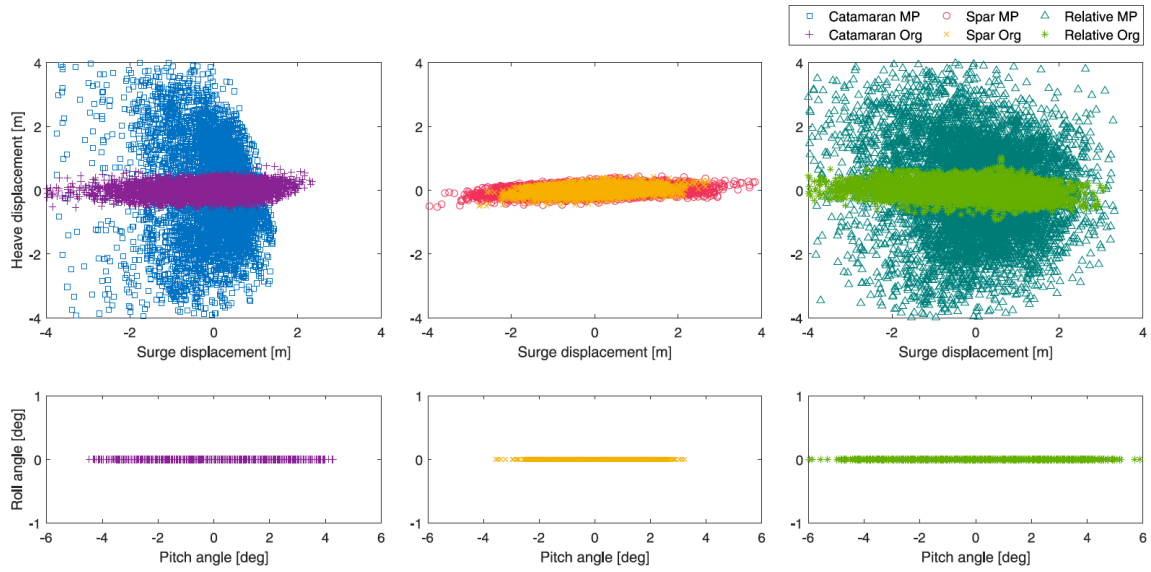 Catamaran MP Spar MP Relative MP
Catamaran Org Spar Org Relative Org
Heave displacement [m]
4
2
0
-2
-4
-4 -2 0 2 4
Surge displacement [m]
4
2
0
-2
-4
-4 -2 0 2 4
Surge displacement [m]
4
2
0
-2
-4
-4 -2 0 2 4
Surge displacement [m]
Roll angle [deg]
1
0
-1
-6 -4 -2 0 2 4 6
Pitch angle [deg]
1
0
-1
-6 -4 -2 0 2 4 6
Pitch angle [deg]
1
0
-1
-6 -4 -2 0 2 4 6
Pitch angle [deg]